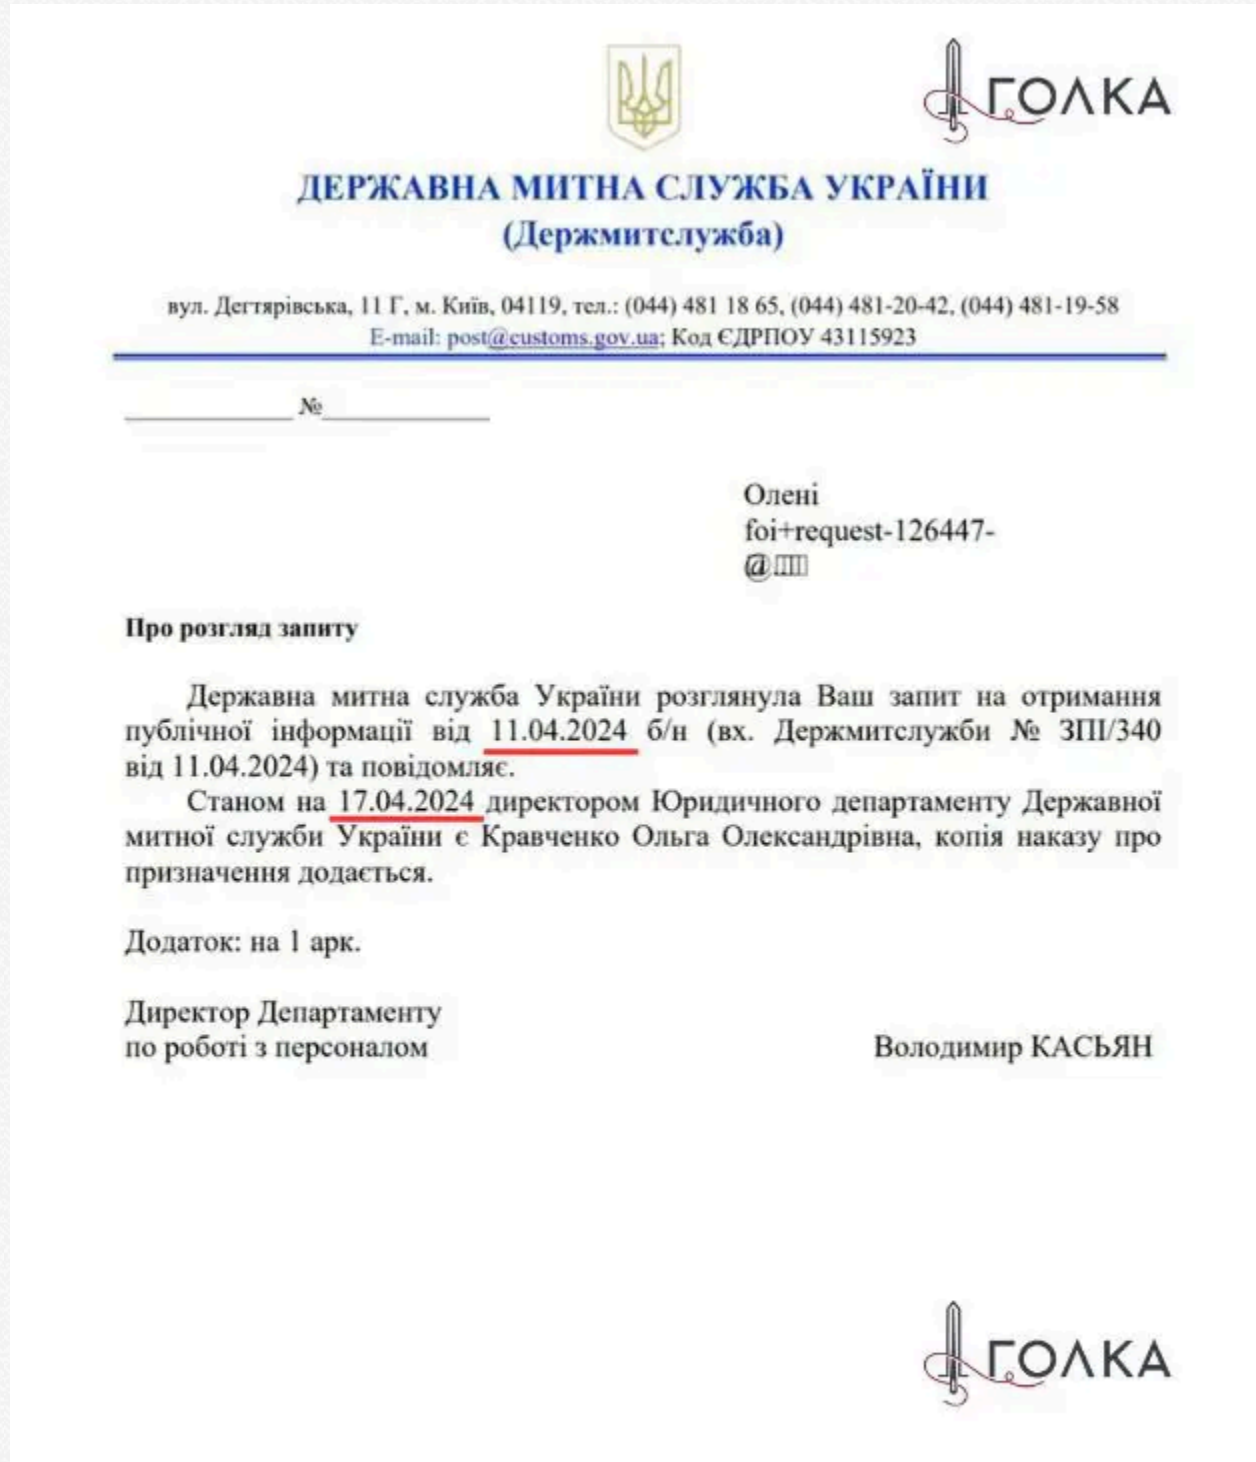 ГОЛКА
ДЕРЖАВНА МИТНА СЛУЖБА УКРАЇНИ
(Держмитслужба)
вул. Дегтярівська, 11 Г, м. Київ, 04119, тел.: (044) 481 18 65, (044) 481-20-42, (044) 481-19-58
E-mail: post@customs.gov.ua; Код ЄДРПОУ 43115923
____________ №____________
Олені
foi+request-126447-
@
Про розгляд запиту
Державна митна служба України розглянула Ваш запит на отримання
публічної інформації від 11.04.2024 б/н (вх. Держмитслужби № ЗПІ/340
від 11.04.2024) та повідомляє.
Станом на 17.04.2024 директором Юридичного департаменту Державної
митної служби України є Кравченко Ольга Олександрівна, копія наказу про
призначення додається.
Додаток: на 1 арк.
Директор Департаменту
по роботі з персоналом Володимир КАСЬЯН
ГОЛКА